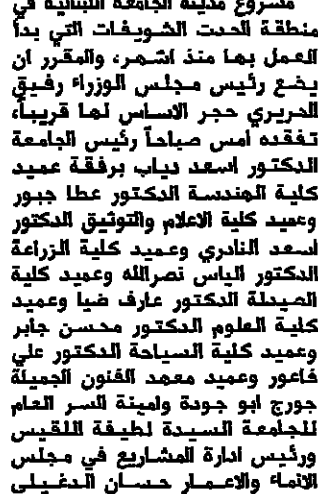 مشروع مدينة الجامعة اللبنانية في
منطقة الحدث الشويفات التي بدأ
العمل بها منذ اشهر، والمقرر ان
يضع رئيس مجلس الوزراء رفيق
الحريري حجر الاساس لها قريباً،
تفقده امس صباحاً رئيس الجامعة
الدكتور اسعد دياب برفقة عميد
كلية الهندسة الدكتور عطا جبور
وعميد كلية الاعلام والتوثيق الدكتور
اسعد النادري وعميد كلية الزراعة
الدكتور الياس نصرالله وعميد كلية
الصيدلة الدكتور عارف ضيا وعميد
كلية العلوم الدكتور محسن جابر
وعميد كلية السياحة الدكتور علي
فاعور وعميد معهد الفنون الجميلة
جورج ابو جودة وامينة السر العام
للجامعة السيدة لطيفة اللقيس
ورئيس ادارة المشاريع في مجلس
الانماء والاعمار حسان الدغيلي